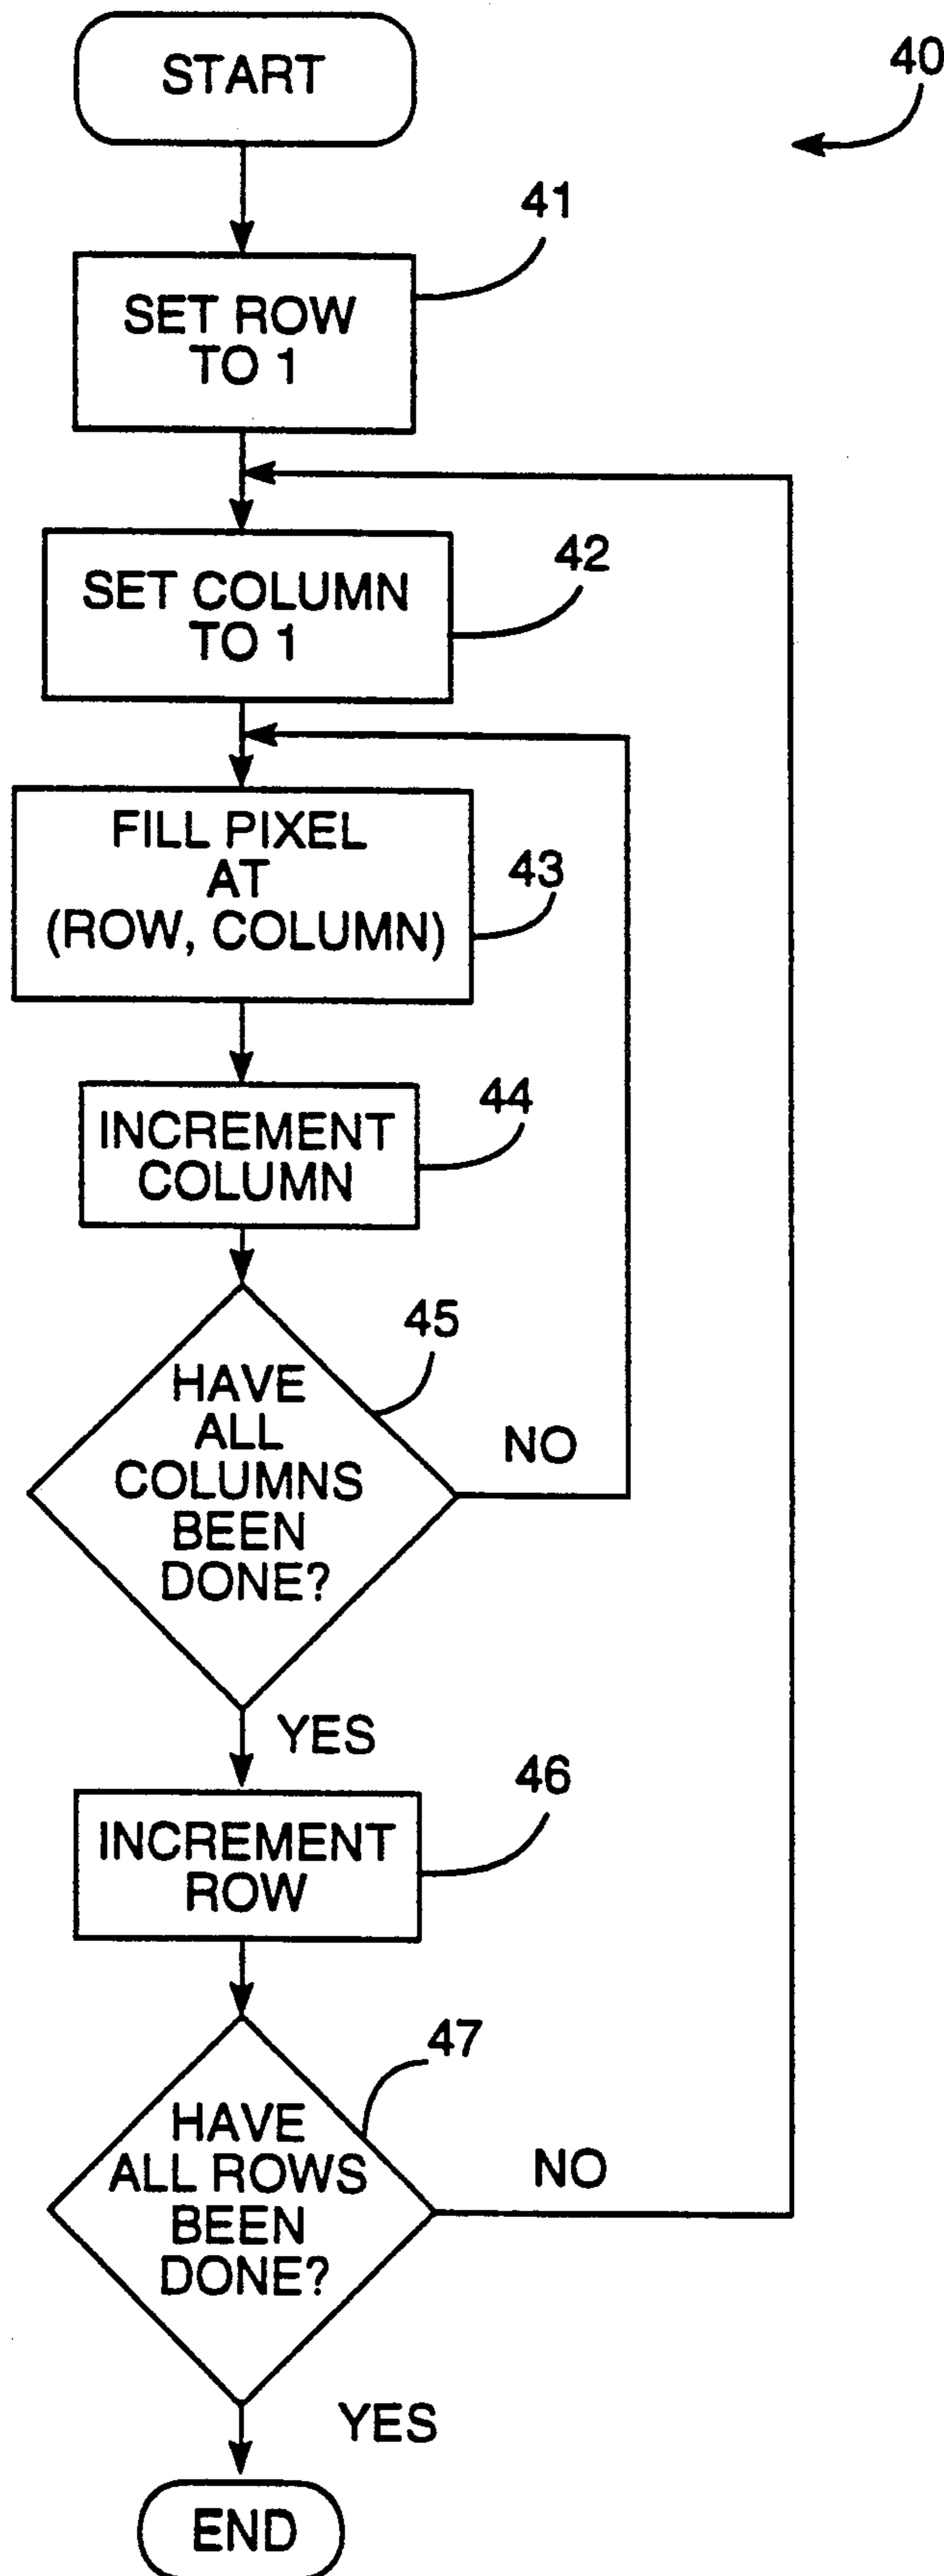 START
40
41
SET ROW
TO 1
42
SET COLUMN
TO 1
FILL PIXEL
AT
(ROW, COLUMN)
43
44
INCREMENT
COLUMN
45
HAVE
ALL
COLUMNS
BEEN
DONE?
NO
YES
46
INCREMENT
ROW
47
HAVE
ALL ROWS
BEEN
DONE?
NO
YES
END